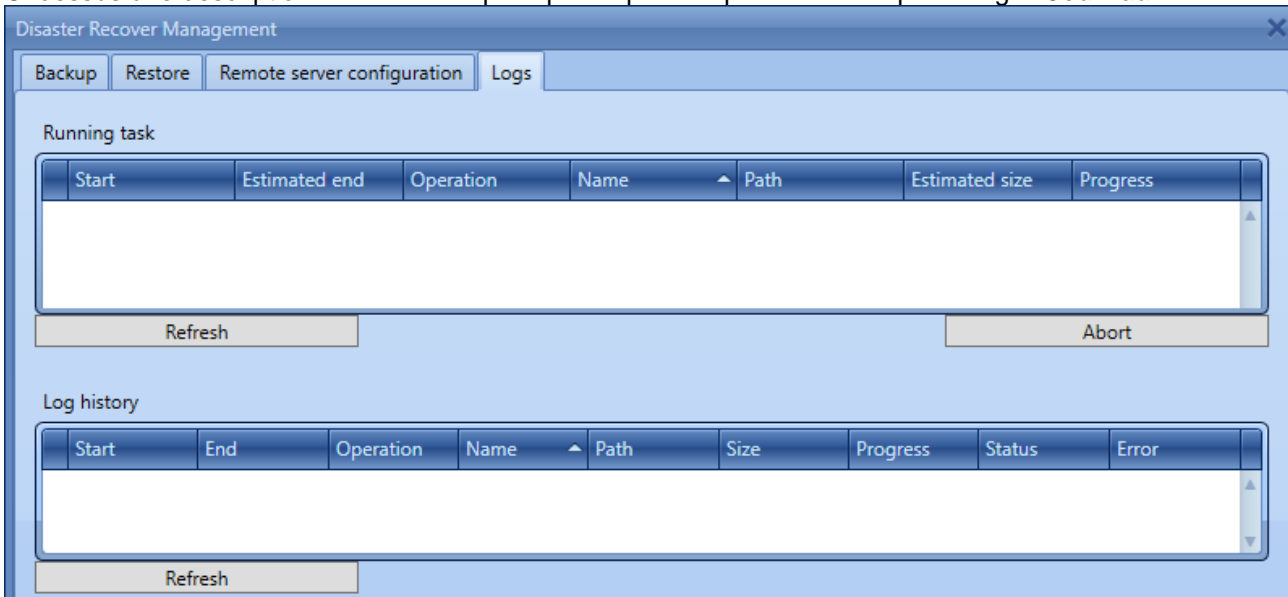 Disaster Recover Management
Backup Restore Remote server configuration Logs
Running task
Start Estimated end Operation Name Path Estimated size Progress
Refresh Abort
Log history
Start End Operation Name Path Size Progress Status Error
Refresh